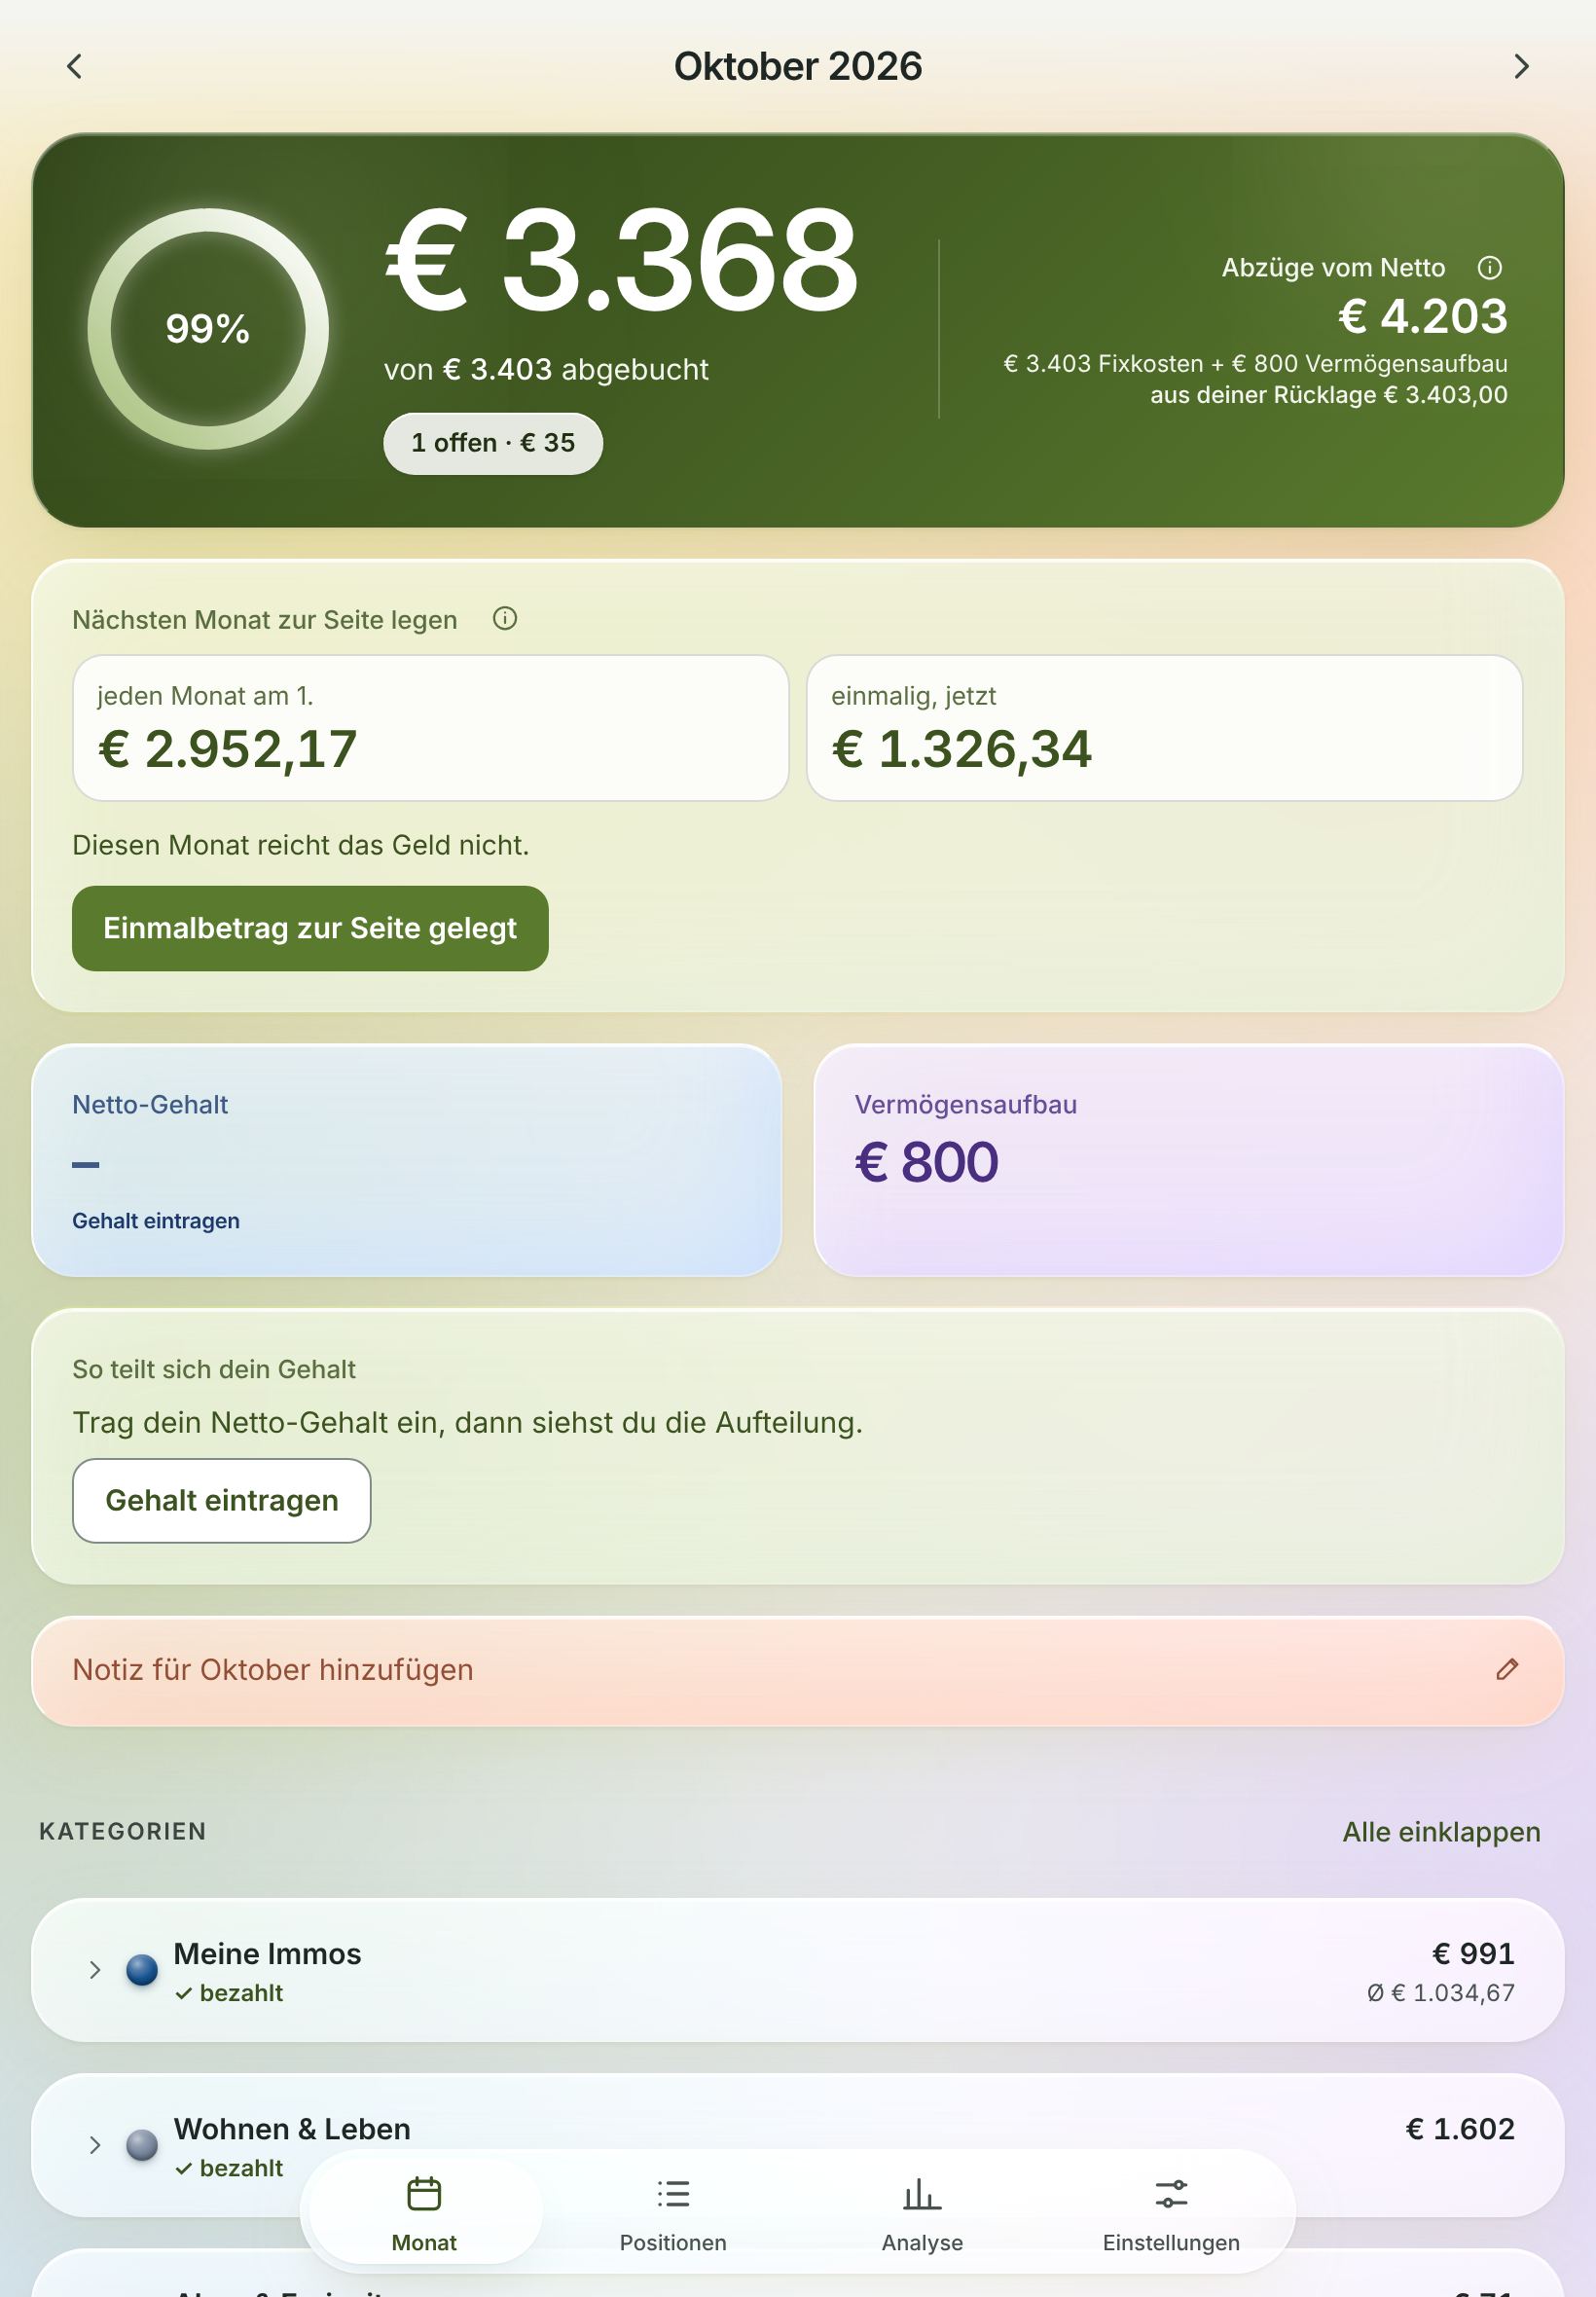 Oktober 2026
99%
€ 3.368
von € 3.403 abgebucht
1 offen · € 35
Abzüge vom Netto
€ 4.203
€ 3.403 Fixkosten + € 800 Vermögensaufbau
aus deiner Rücklage € 3.403,00
Nächsten Monat zur Seite legen
jeden Monat am 1.
€ 2.952,17
einmalig, jetzt
€ 1.326,34
Diesen Monat reicht das Geld nicht.
Einmalbetrag zur Seite gelegt
Netto-Gehalt
–
Gehalt eintragen
Vermögensaufbau
€ 800
So teilt sich dein Gehalt
Trag dein Netto-Gehalt ein, dann siehst du die Aufteilung.
Gehalt eintragen
Notiz für Oktober hinzufügen
KATEGORIEN
Alle einklappen
Meine Immos
€ 991
✓ bezahlt
Ø € 1.034,67
Wohnen & Leben
€ 1.602
✓ bezahlt
Monat
Positionen
Analyse
Einstellungen